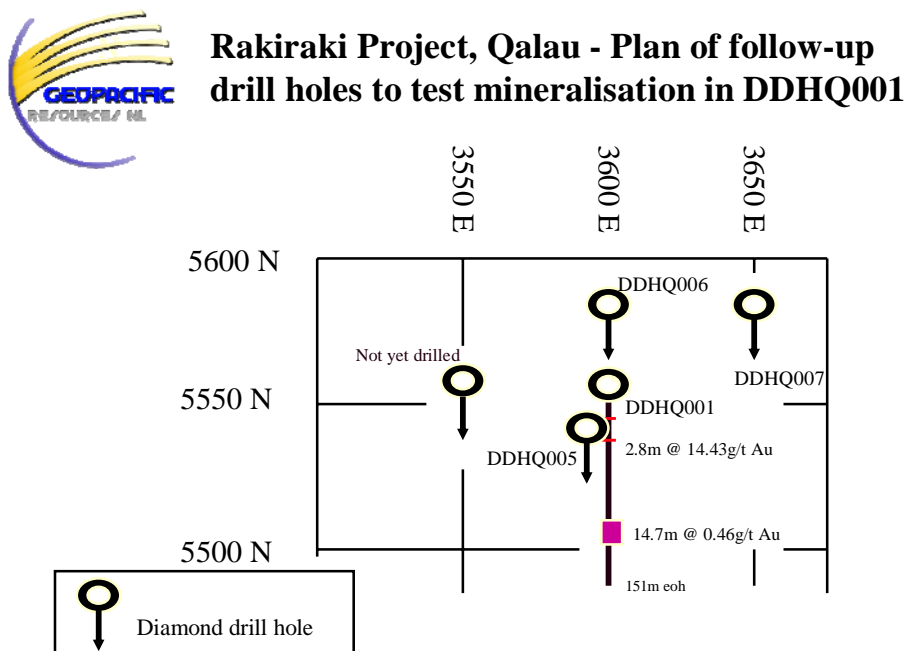 GEOPACIFIC
RESOURCES NL
Rakiraki Project, Qalau - Plan of follow-up
drill holes to test mineralisation in DDHQ001
3550 E
3600 E
3650 E
5600 N
DDHQ006
Not yet drilled
DDHQ007
5550 N
DDHQ001
2.8m @ 14.43g/t Au
DDHQ005
14.7m @ 0.46g/t Au
5500 N
151m eoh
Diamond drill hole